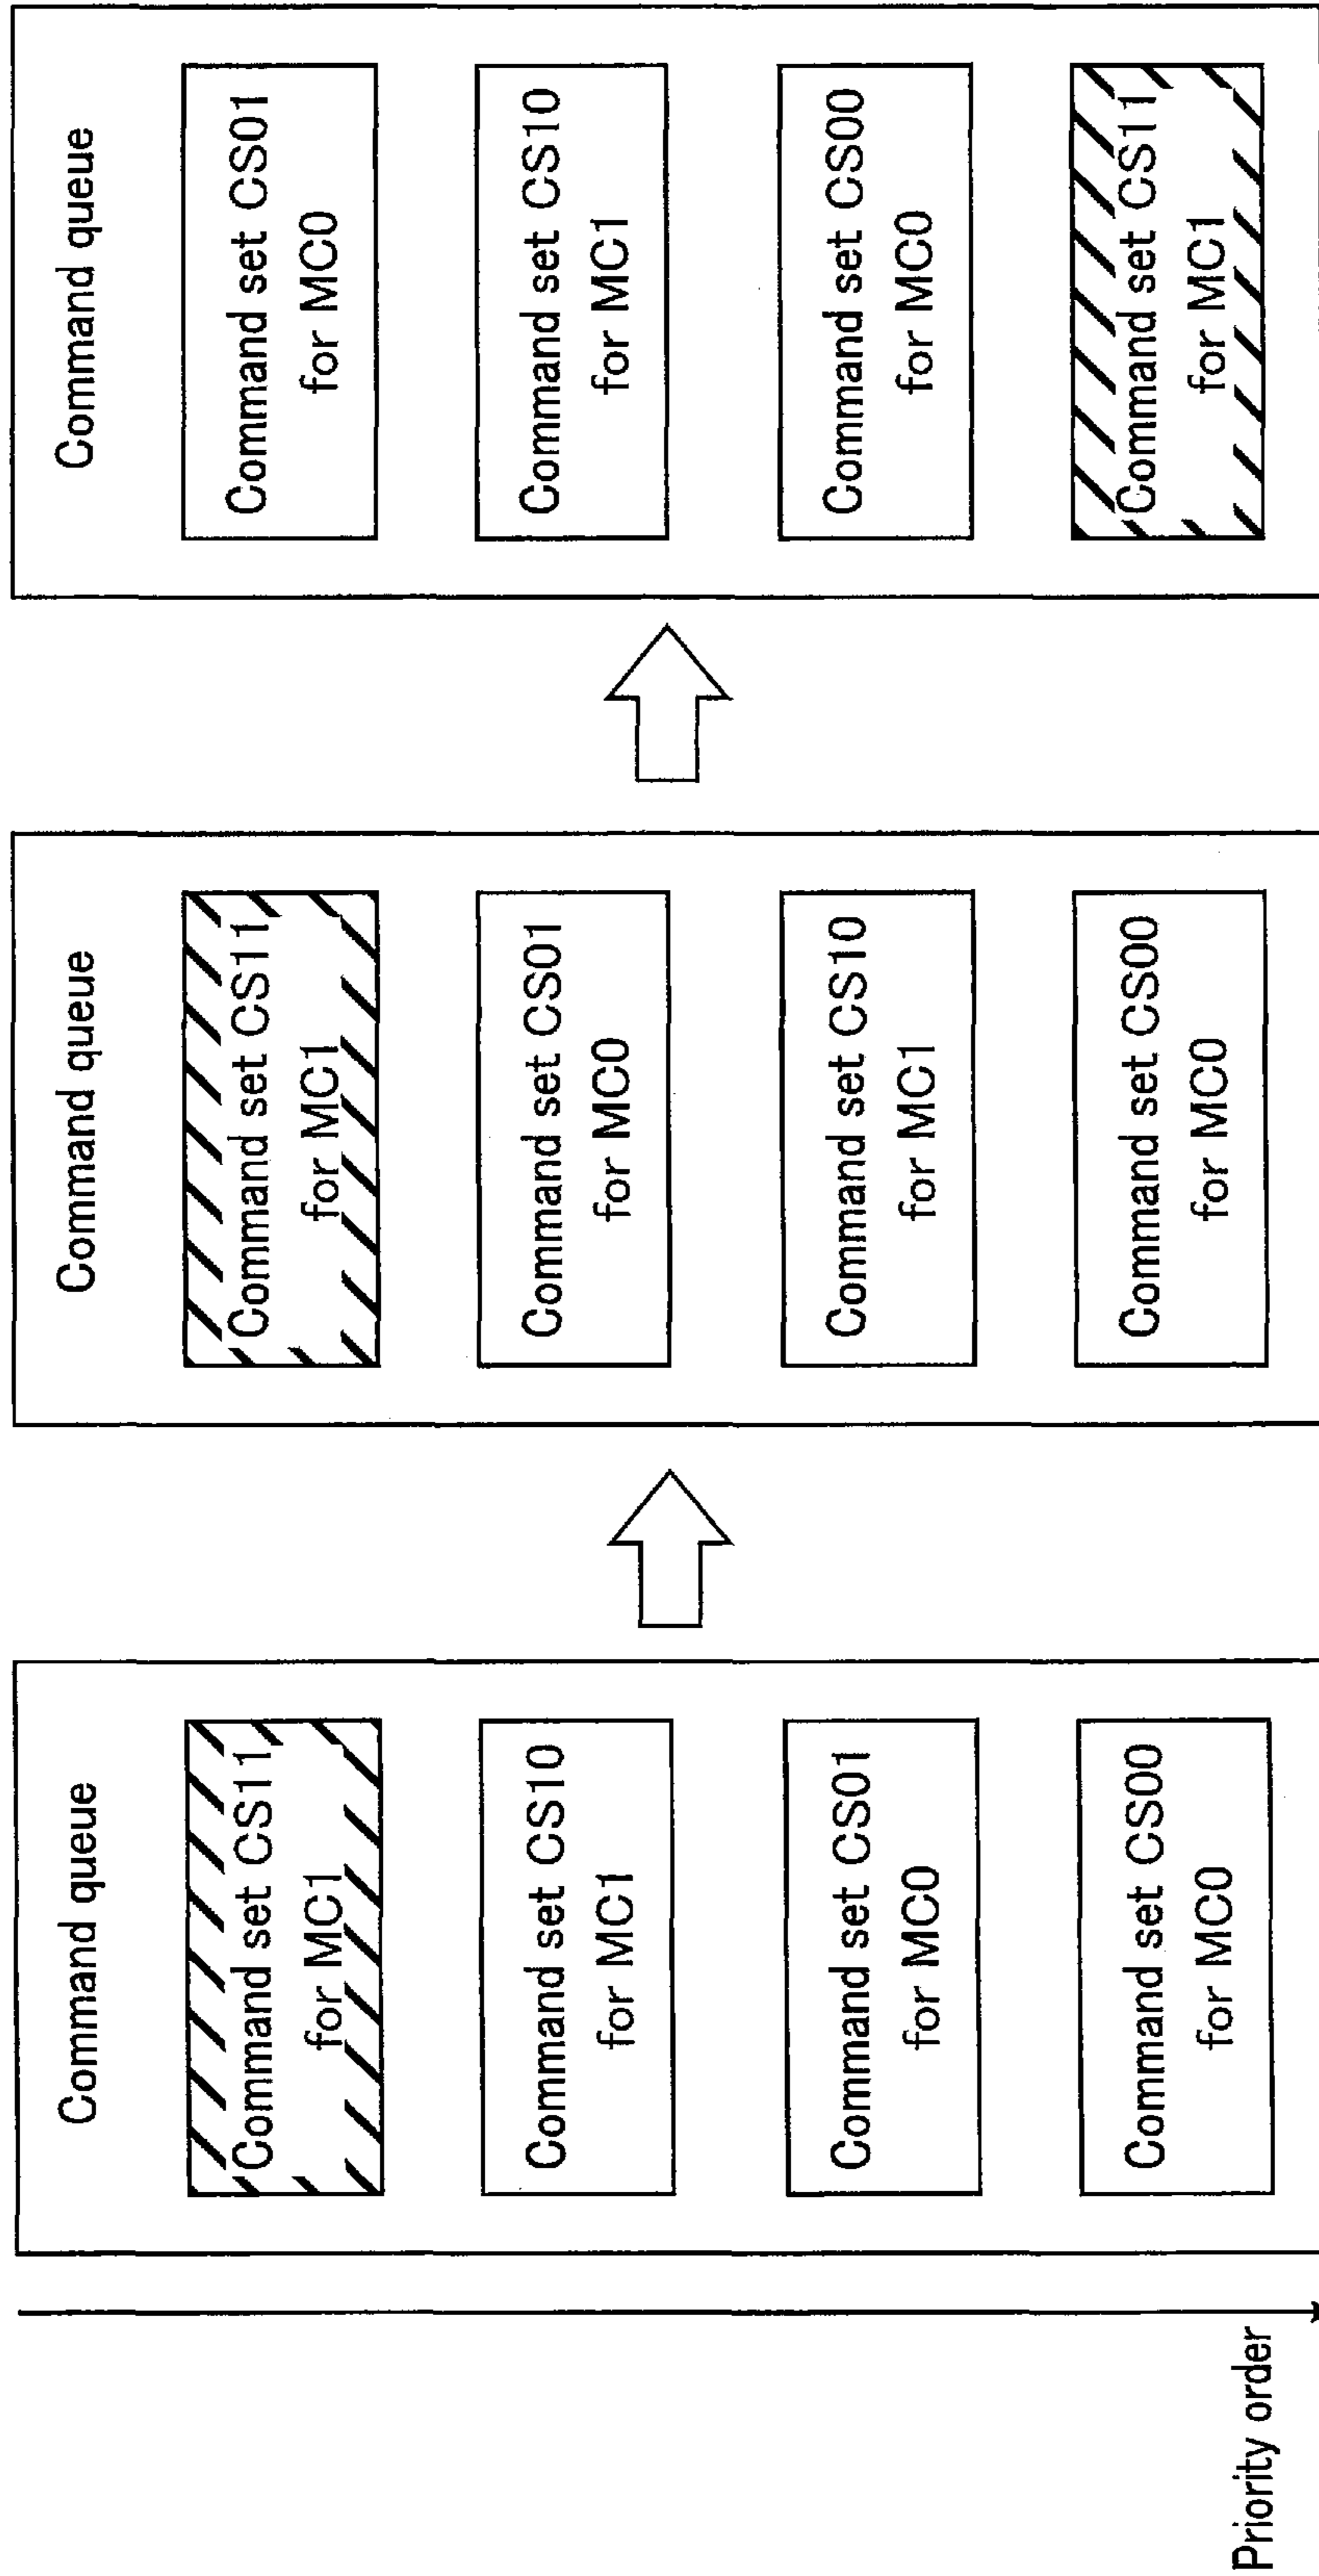 Priority order
Command queue
Command set CS11
for MC1
Command set CS10
for MC1
Command set CS01
for MC0
Command set CS00
for MC0
Command queue
Command set CS11
for MC1
Command set CS01
for MC0
Command set CS10
for MC1
Command set CS00
for MC0
Command queue
Command set CS01
for MC0
Command set CS10
for MC1
Command set CS00
for MC0
Command set CS11
for MC1